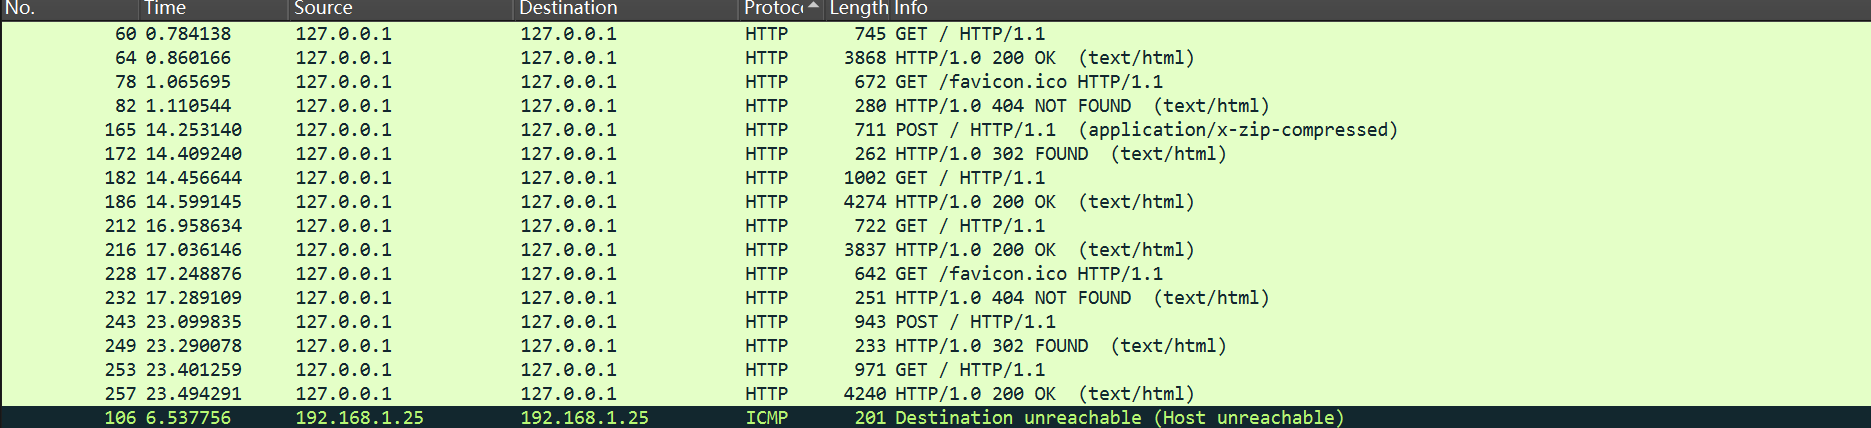 No. Time Source Destination Protoco Length Info
60 0.784138 127.0.0.1 127.0.0.1 HTTP 745 GET / HTTP/1.1
64 0.860166 127.0.0.1 127.0.0.1 HTTP 3868 HTTP/1.0 200 OK (text/html)
78 1.065695 127.0.0.1 127.0.0.1 HTTP 672 GET /favicon.ico HTTP/1.1
82 1.110544 127.0.0.1 127.0.0.1 HTTP 280 HTTP/1.0 404 NOT FOUND (text/html)
165 14.253140 127.0.0.1 127.0.0.1 HTTP 711 POST / HTTP/1.1 (application/x-zip-compressed)
172 14.409240 127.0.0.1 127.0.0.1 HTTP 262 HTTP/1.0 302 FOUND (text/html)
182 14.456644 127.0.0.1 127.0.0.1 HTTP 1002 GET / HTTP/1.1
186 14.599145 127.0.0.1 127.0.0.1 HTTP 4274 HTTP/1.0 200 OK (text/html)
212 16.958634 127.0.0.1 127.0.0.1 HTTP 722 GET / HTTP/1.1
216 17.036146 127.0.0.1 127.0.0.1 HTTP 3837 HTTP/1.0 200 OK (text/html)
228 17.248876 127.0.0.1 127.0.0.1 HTTP 642 GET /favicon.ico HTTP/1.1
232 17.289109 127.0.0.1 127.0.0.1 HTTP 251 HTTP/1.0 404 NOT FOUND (text/html)
243 23.099835 127.0.0.1 127.0.0.1 HTTP 943 POST / HTTP/1.1
249 23.290078 127.0.0.1 127.0.0.1 HTTP 233 HTTP/1.0 302 FOUND (text/html)
253 23.401259 127.0.0.1 127.0.0.1 HTTP 971 GET / HTTP/1.1
257 23.494291 127.0.0.1 127.0.0.1 HTTP 4240 HTTP/1.0 200 OK (text/html)
106 6.537756 192.168.1.25 192.168.1.25 ICMP 201 Destination unreachable (Host unreachable)